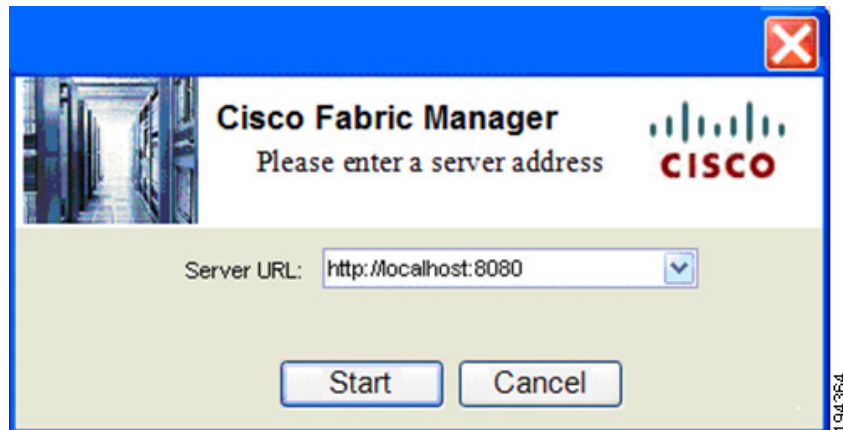 Cisco Fabric Manager
Please enter a server address
CISCO
Server URL: http://localhost:8080
Start Cancel
194364